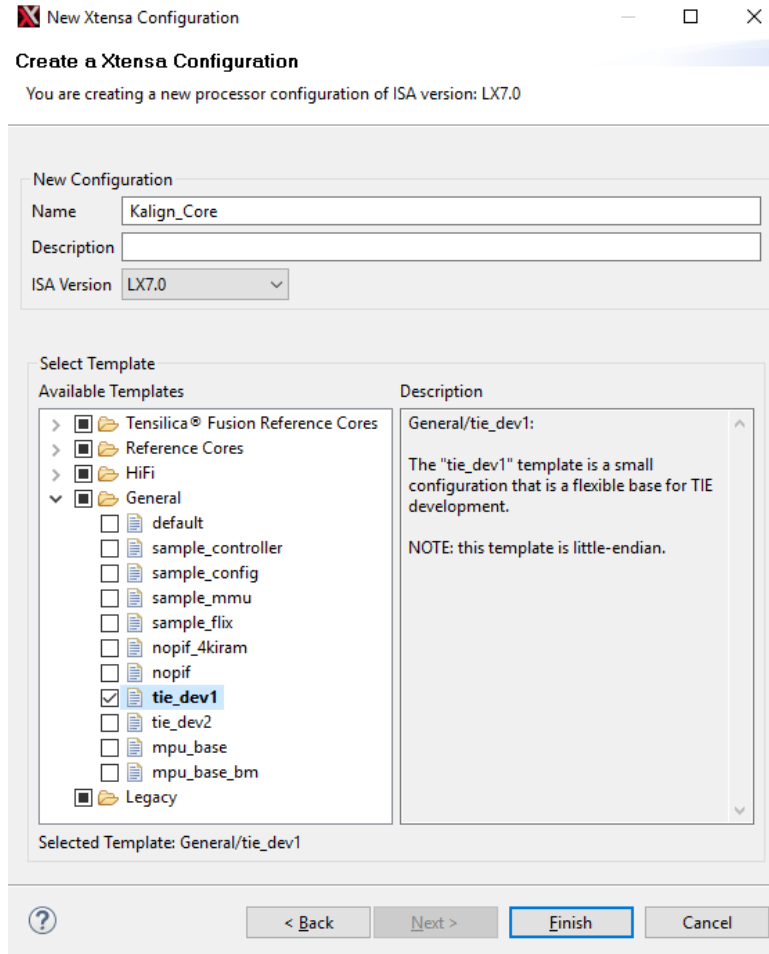 New Xtensa Configuration
Create a Xtensa Configuration
You are creating a new processor configuration of ISA version: LX7.0
New Configuration
Name Kalign_Core
Description
ISA Version LX7.0
Select Template
Available Templates
Tensilica® Fusion Reference Cores
Reference Cores
HiFi
General
default
sample_controller
sample_config
sample_mmu
sample_flix
nopif_4kiram
nopif
tie_dev1
tie_dev2
mpu_base
mpu_base_bm
Legacy
Description
General/tie_dev1:
The "tie_dev1" template is a small
configuration that is a flexible base for TIE
development.
NOTE: this template is little-endian.
Selected Template: General/tie_dev1
? < Back Next > Finish Cancel